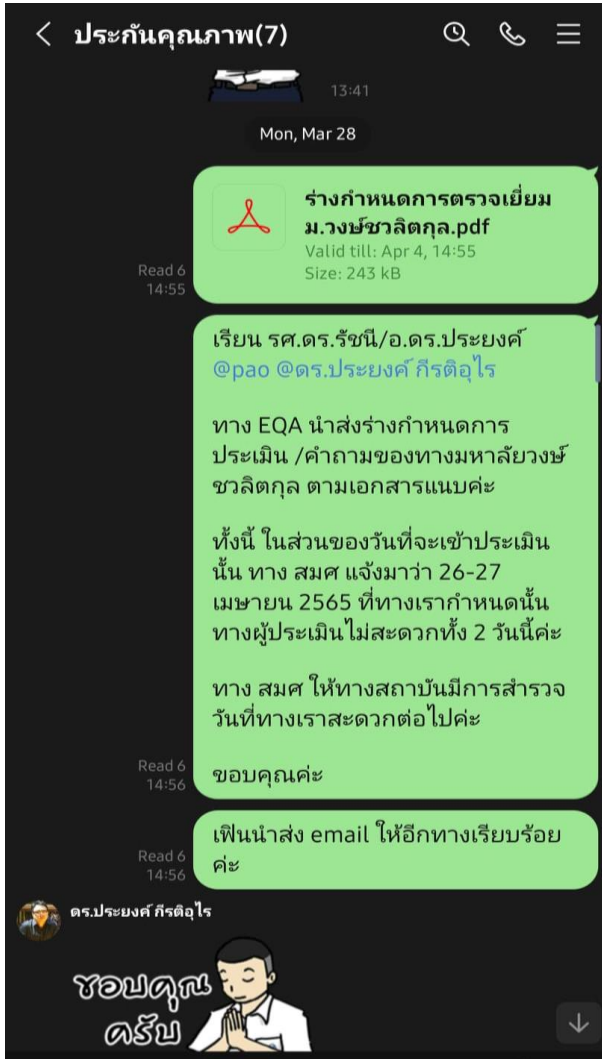 ประกันคุณภาพ(7)
13:41
Mon, Mar 28
ร่างกำหนดการตรวจเยี่ยม
ม.วงษ์ชวลิตกุล.pdf
Valid till: Apr 4, 14:55
Size: 243 kB
Read 6
14:55
เรียน รศ.ดร.รัชนี/อ.ดร.ประยงค์
@pao @ดร.ประยงค์ กีรติอุไร
ทาง EQA นำส่งร่างกำหนดการ
ประเมิน /คำถามของทางมหาลัยวงษ์
ชวลิตกุล ตามเอกสารแนบค่ะ
ทั้งนี้ ในส่วนของวันที่จะเข้าประเมิน
นั้น ทาง สมศ แจ้งมาว่า 26-27
เมษายน 2565 ที่ทางเรากำหนดนั้น
ทางผู้ประเมินไม่สะดวกทั้ง 2 วันนี้ค่ะ
ทาง สมศ ให้ทางสถาบันมีการสำรวจ
วันที่ทางเราสะดวกต่อไปค่ะ
ขอบคุณค่ะ
Read 6
14:56
เฟินนำส่ง email ให้อีกทางเรียบร้อย
ค่ะ
Read 6
14:56
ดร.ประยงค์ กีรติอุไร
ขอบคุณ
ครับ